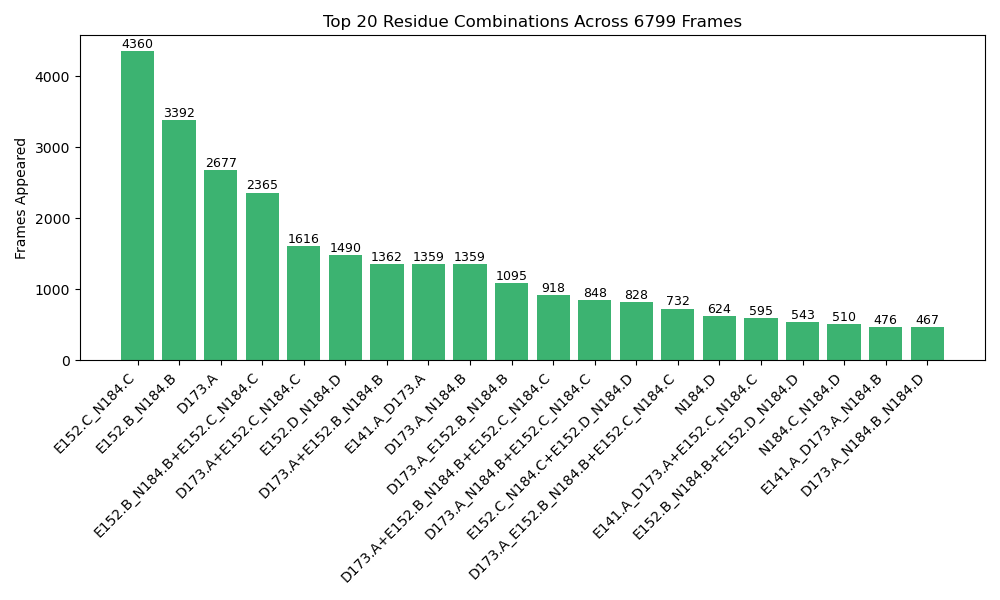 Top 20 Residue Combinations Across 6799 Frames
Frames Appeared
4000
3000
2000
1000
0
4360
3392
2677
2365
1616
1490
1362
1359
1359
1095
918
848
828
732
624
595
543
510
476
467
E152.C_N184.C
E152.B_N184.B
D173.A
E152.B_N184.B+E152.C_N184.C
D173.A+E152.C_N184.C
E152.D_N184.D
D173.A+E152.B_N184.B
E141.A_D173.A
D173.A_N184.B
D173.A_E152.B_N184.B
D173.A+E152.B_N184.B+E152.C_N184.C
D173.A_N184.B+E152.C_N184.C
E152.C_N184.C+E152.D_N184.D
D173.A_E152.B_N184.B+E152.C_N184.C
N184.D
E141.A_D173.A+E152.C_N184.C
E152.B_N184.B+E152.D_N184.D
N184.C_N184.D
E141.A_D173.A_N184.B
D173.A_N184.B_N184.D